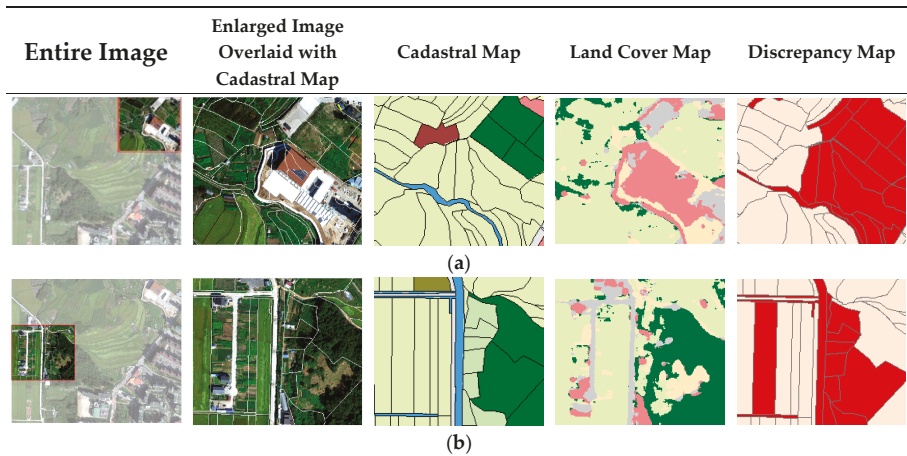 Entire Image
Enlarged Image
Overlaid with
Cadastral Map
Cadastral Map
Land Cover Map
Discrepancy Map
(a)
(b)